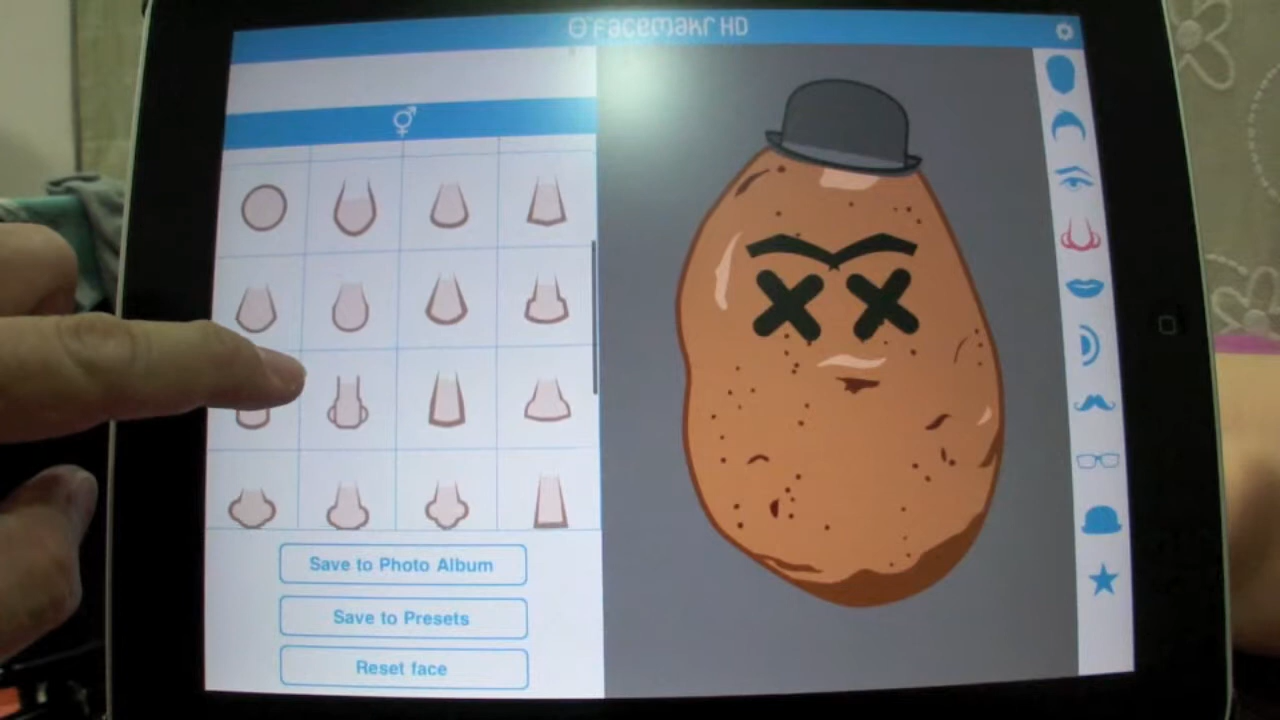 Facemakr HD
Save to Photo Album
Save to Presets
Reset face